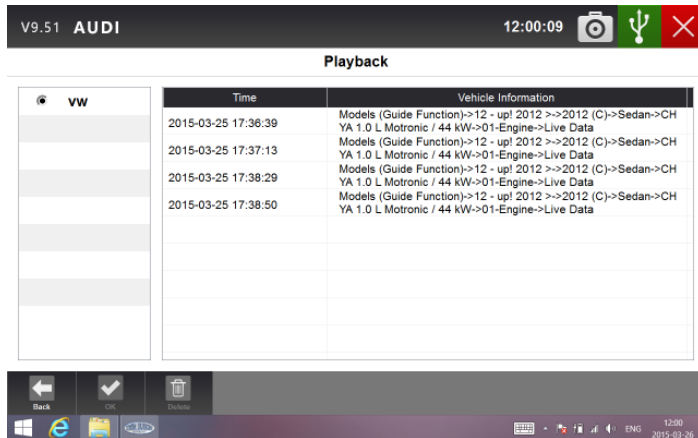 V9.51 AUDI
12:00:09
Playback
VW
Time
Vehicle Information
2015-03-25 17:36:39
Models (Guide Function)->12 - up! 2012 >->2012 (C)->Sedan->CH
YA 1.0 L Motronic / 44 kW->01-Engine->Live Data
2015-03-25 17:37:13
Models (Guide Function)->12 - up! 2012 >->2012 (C)->Sedan->CH
YA 1.0 L Motronic / 44 kW->01-Engine->Live Data
2015-03-25 17:38:29
Models (Guide Function)->12 - up! 2012 >->2012 (C)->Sedan->CH
YA 1.0 L Motronic / 44 kW->01-Engine->Live Data
2015-03-25 17:38:50
Models (Guide Function)->12 - up! 2012 >->2012 (C)->Sedan->CH
YA 1.0 L Motronic / 44 kW->01-Engine->Live Data
Back
OK
Delete
ENG
12:00
2015-03-26